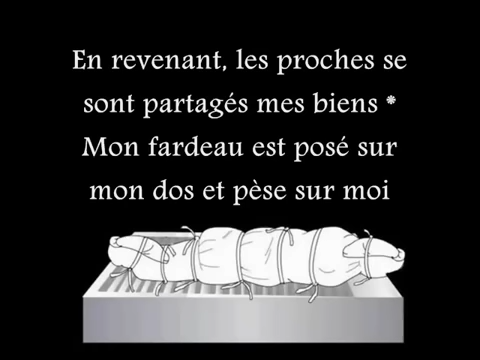 En revenant, les proches se
sont partagés mes biens *
Mon fardeau est posé sur
mon dos et pèse sur moi